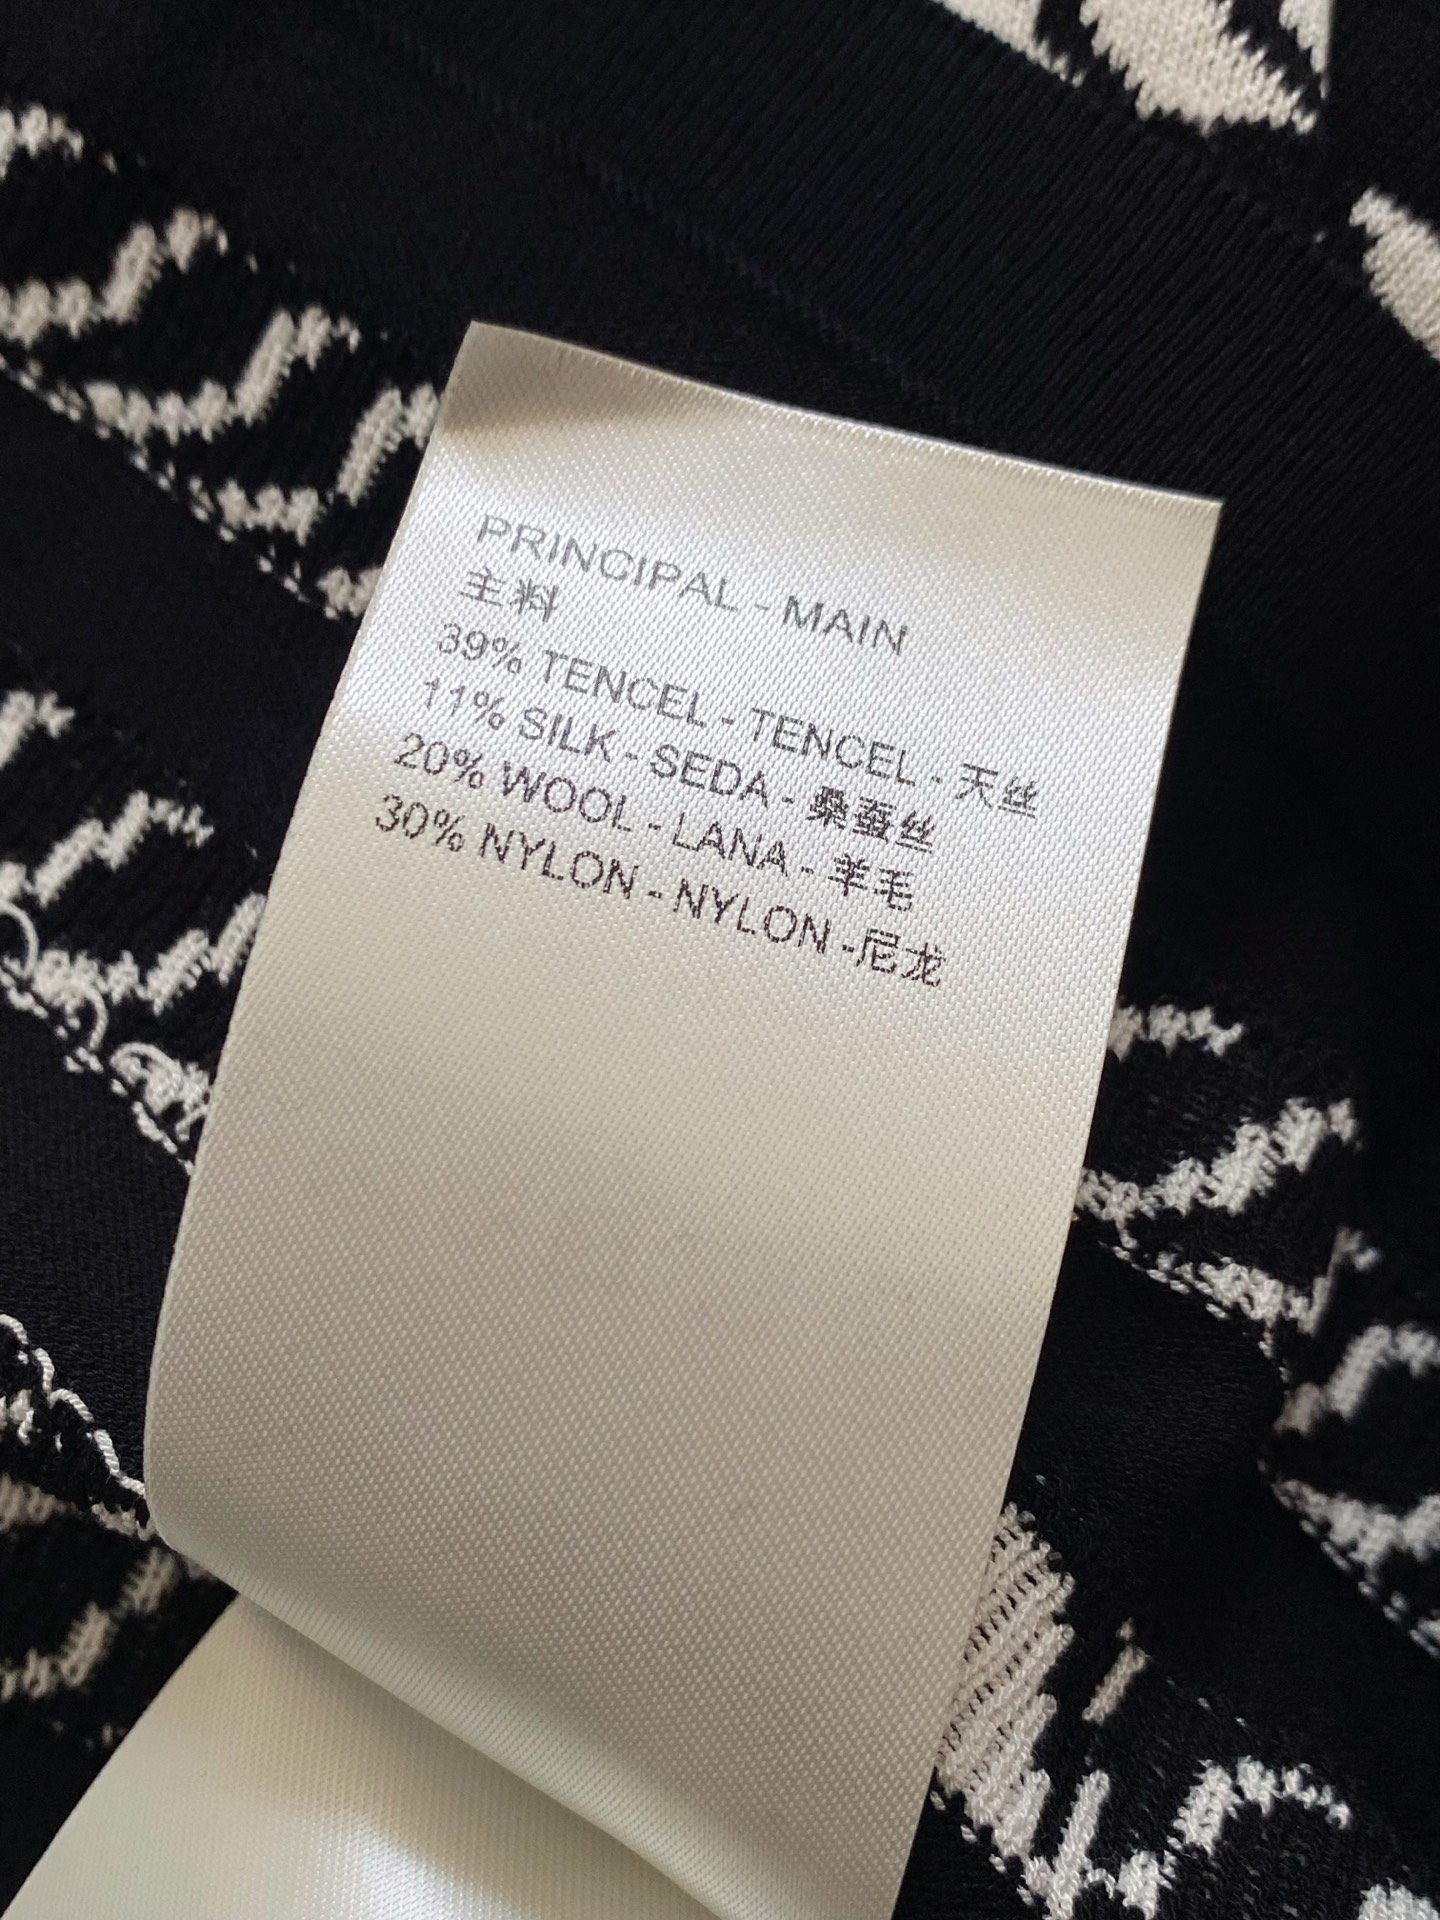 PRINCIPAL - MAIN
主料
39% TENCEL - TENCEL - 天丝
11% SILK - SEDA - 桑蚕丝
20% WOOL - LANA - 羊毛
30% NYLON - NYLON -尼龙